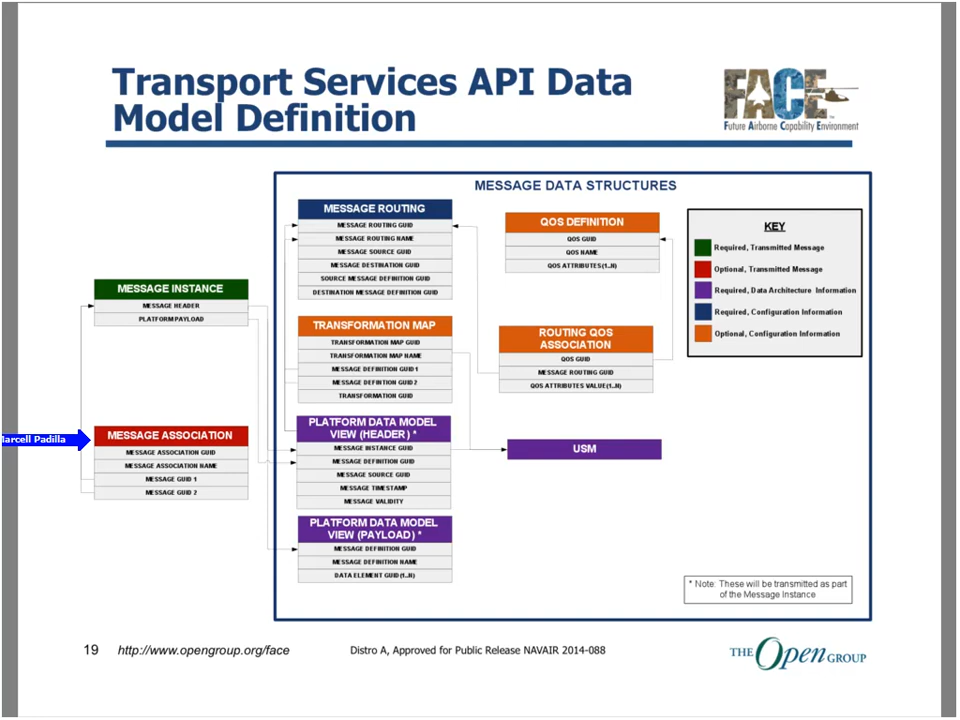 Transport Services API Data
Model Definition
FACE™
Future Airborne Capability Environment
MESSAGE DATA STRUCTURES
MESSAGE ROUTING
MESSAGE ROUTING GUID
MESSAGE ROUTING NAME
MESSAGE SOURCE GUID
MESSAGE DESTINATION GUID
SOURCE MESSAGE DEFINITION GUID
DESTINATION MESSAGE DEFINITION GUID
QOS DEFINITION
QOS GUID
QOS NAME
QOS ATTRIBUTES(1..N)
KEY
Required, Transmitted Message
Optional, Transmitted Message
Required, Data Architecture Information
Required, Configuration Information
Optional, Configuration Information
MESSAGE INSTANCE
MESSAGE HEADER
PLATFORM PAYLOAD
TRANSFORMATION MAP
TRANSFORMATION MAP GUID
TRANSFORMATION MAP NAME
MESSAGE DEFINTION GUID 1
MESSAGE DEFINTION GUID 2
TRANSFORMATION GUID
ROUTING QOS
ASSOCIATION
QOS GUID
MESSAGE ROUTING GUID
QOS ATTRIBUTES VALUE(1..N)
Marcell Padilla
MESSAGE ASSOCIATION
MESSAGE ASSOCIATION GUID
MESSAGE ASSOCIATION NAME
MESSAGE GUID 1
MESSAGE GUID 2
PLATFORM DATA MODEL
VIEW (HEADER) *
MESSAGE INSTANCE GUID
MESSAGE DEFINITION GUID
MESSAGE SOURCE GUID
MESSAGE TIMESTAMP
MESSAGE VALIDITY
USM
PLATFORM DATA MODEL
VIEW (PAYLOAD) *
MESSAGE DEFINITION GUID
MESSAGE DEFINITION NAME
DATA ELEMENT GUID(1..N)
* Note: These will be transmitted as part
of the Message Instance
19 http://www.opengroup.org/face
Distro A, Approved for Public Release NAVAIR 2014-088
THE Open GROUP